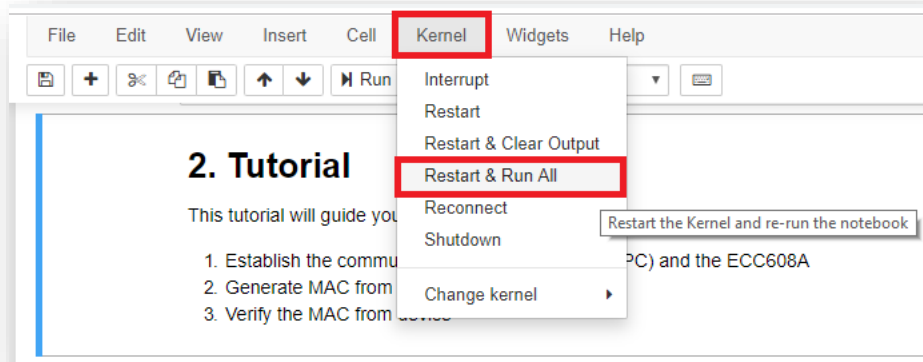 File Edit View Insert Cell Kernel Widgets Help
Run
Interrupt
Restart
Restart & Clear Output
Restart & Run All
Reconnect
Shutdown
Change kernel
Restart the Kernel and re-run the notebook
2. Tutorial
This tutorial will guide you
1. Establish the commu PC) and the ECC608A
2. Generate MAC from
3. Verify the MAC from device